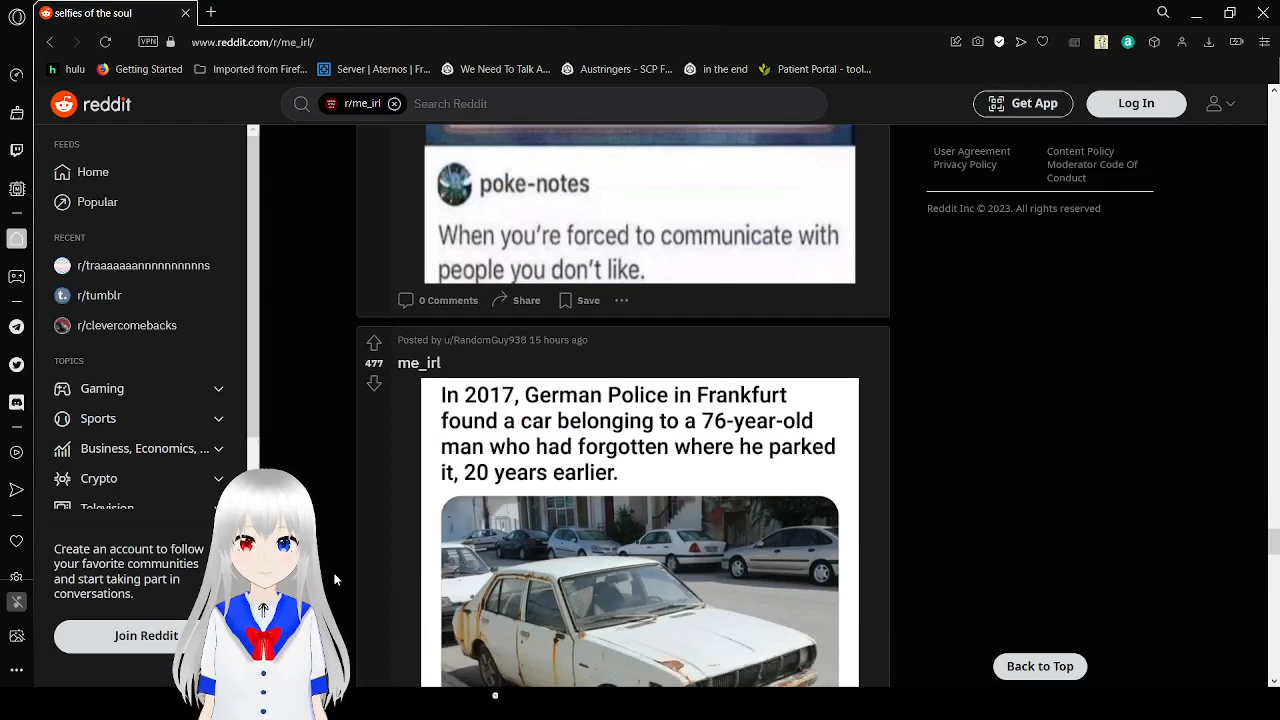 selfies of the soul
VPN
www.reddit.com/r/me_irl/
h hulu
Getting Started
Imported from Firef...
Server | Aternos | Fr...
We Need To Talk A...
Austringers - SCP F...
in the end
Patient Portal - tool...
reddit
r/me_irl
Search Reddit
Get App
Log In
FEEDS
Home
Popular
RECENT
r/traaaaaaannnnnnnnnns
r/tumblr
r/clevercomebacks
TOPICS
Gaming
Sports
Business, Economics, ...
Crypto
Television
Create an account to follow
your favorite communities
and start taking part in
conversations.
Join Reddit
poke-notes
When you're forced to communicate with
people you don't like.
0 Comments
Share
Save
Posted by u/RandomGuy938 15 hours ago
477
me_irl
In 2017, German Police in Frankfurt
found a car belonging to a 76-year-old
man who had forgotten where he parked
it, 20 years earlier.
User Agreement
Privacy Policy
Content Policy
Moderator Code Of
Conduct
Reddit Inc © 2023. All rights reserved
Back to Top